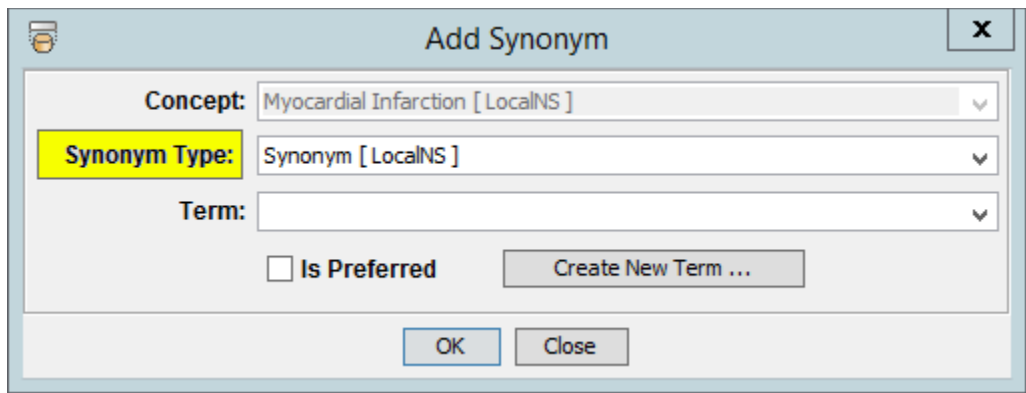 Add Synonym
x
Concept: Myocardial Infarction [ LocalNS ]
Synonym Type: Synonym [ LocalNS ]
Term:
Is Preferred Create New Term ...
OK Close